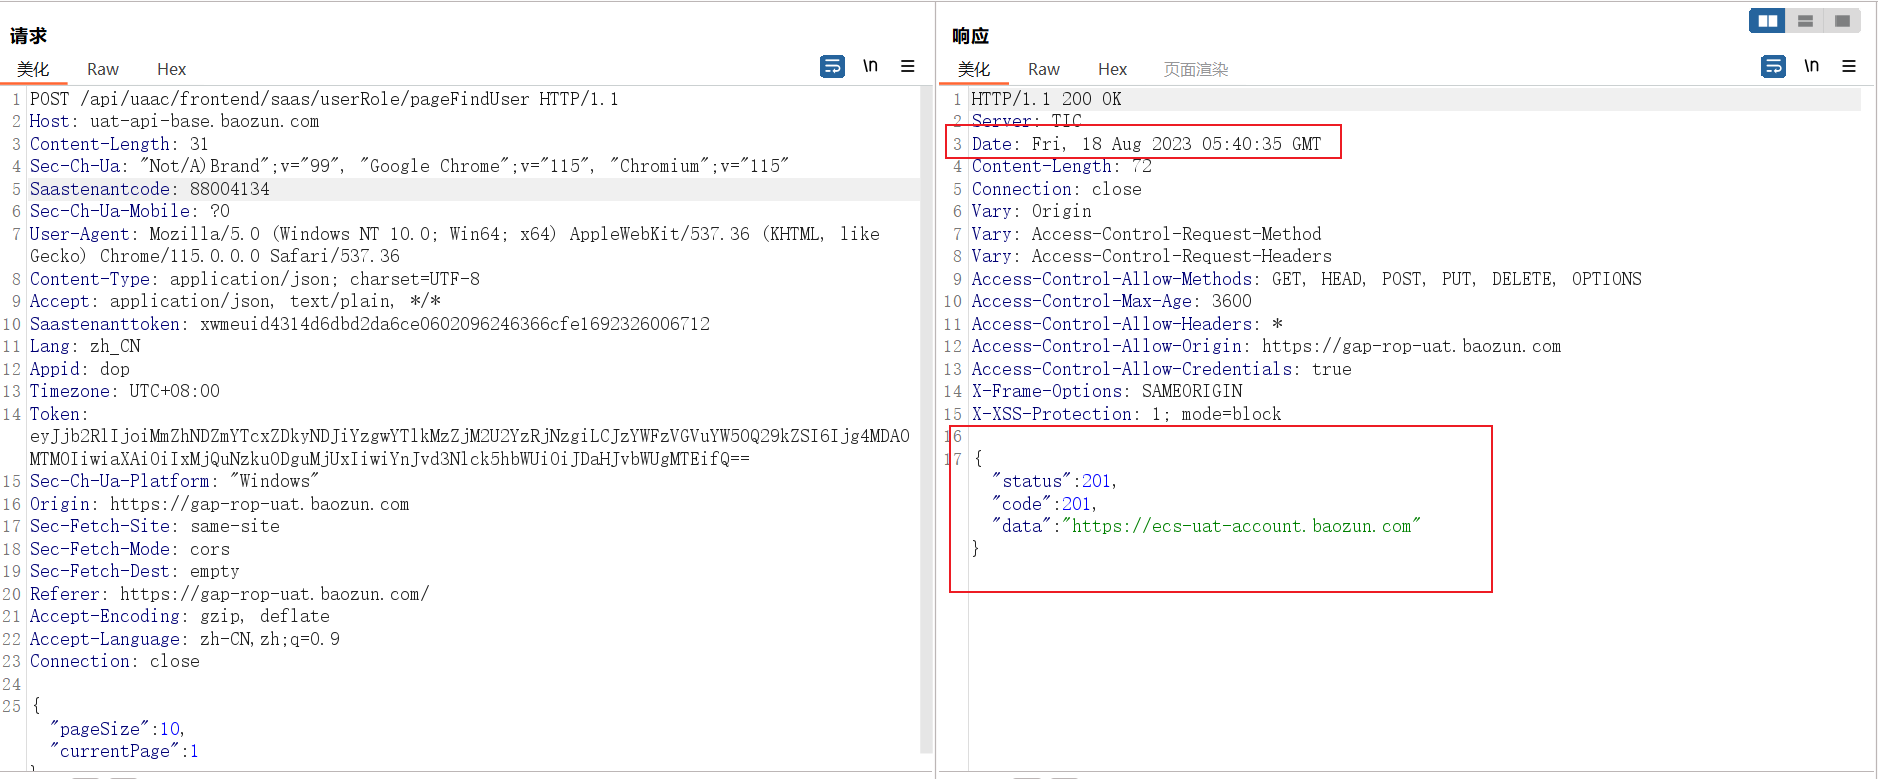 请求
美化 Raw Hex
\n
1 POST /api/uaac/frontend/saas/userRole/pageFindUser HTTP/1.1
2 Host: uat-api-base.baozun.com
3 Content-Length: 31
4 Sec-Ch-Ua: "Not/A)Brand";v="99", "Google Chrome";v="115", "Chromium";v="115"
5 Saastenantcode: 88004134
6 Sec-Ch-Ua-Mobile: ?0
7 User-Agent: Mozilla/5.0 (Windows NT 10.0; Win64; x64) AppleWebKit/537.36 (KHTML, like
Gecko) Chrome/115.0.0.0 Safari/537.36
8 Content-Type: application/json; charset=UTF-8
9 Accept: application/json, text/plain, */*
10 Saastenanttoken: xwmeuid4314d6dbd2da6ce0602096246366cfe1692326006712
11 Lang: zh_CN
12 Appid: dop
13 Timezone: UTC+08:00
14 Token:
eyJjb2RlIjoiMmZhNDZmYTcxZDkyNDJiYzgwYTlkMzZjM2U2YzRjNzgiLCJzYWFzVGVuYW50Q29kZSI6Ijg4MDA0
MTM0IiwiaXAiOiIxMjQuNzkuODguMjUxIiwiYnJvd3Nlck5hbWUiOiJDaHJvbWUgMTEifQ==
15 Sec-Ch-Ua-Platform: "Windows"
16 Origin: https://gap-rop-uat.baozun.com
17 Sec-Fetch-Site: same-site
18 Sec-Fetch-Mode: cors
19 Sec-Fetch-Dest: empty
20 Referer: https://gap-rop-uat.baozun.com/
21 Accept-Encoding: gzip, deflate
22 Accept-Language: zh-CN,zh;q=0.9
23 Connection: close
24
25 {
"pageSize":10,
"currentPage":1
}
响应
美化 Raw Hex 页面渲染
\n
1 HTTP/1.1 200 OK
2 Server: TIC
3 Date: Fri, 18 Aug 2023 05:40:35 GMT
4 Content-Length: 72
5 Connection: close
6 Vary: Origin
7 Vary: Access-Control-Request-Method
8 Vary: Access-Control-Request-Headers
9 Access-Control-Allow-Methods: GET, HEAD, POST, PUT, DELETE, OPTIONS
10 Access-Control-Max-Age: 3600
11 Access-Control-Allow-Headers: *
12 Access-Control-Allow-Origin: https://gap-rop-uat.baozun.com
13 Access-Control-Allow-Credentials: true
14 X-Frame-Options: SAMEORIGIN
15 X-XSS-Protection: 1; mode=block
16
17 {
"status":201,
"code":201,
"data":"https://ecs-uat-account.baozun.com"
}